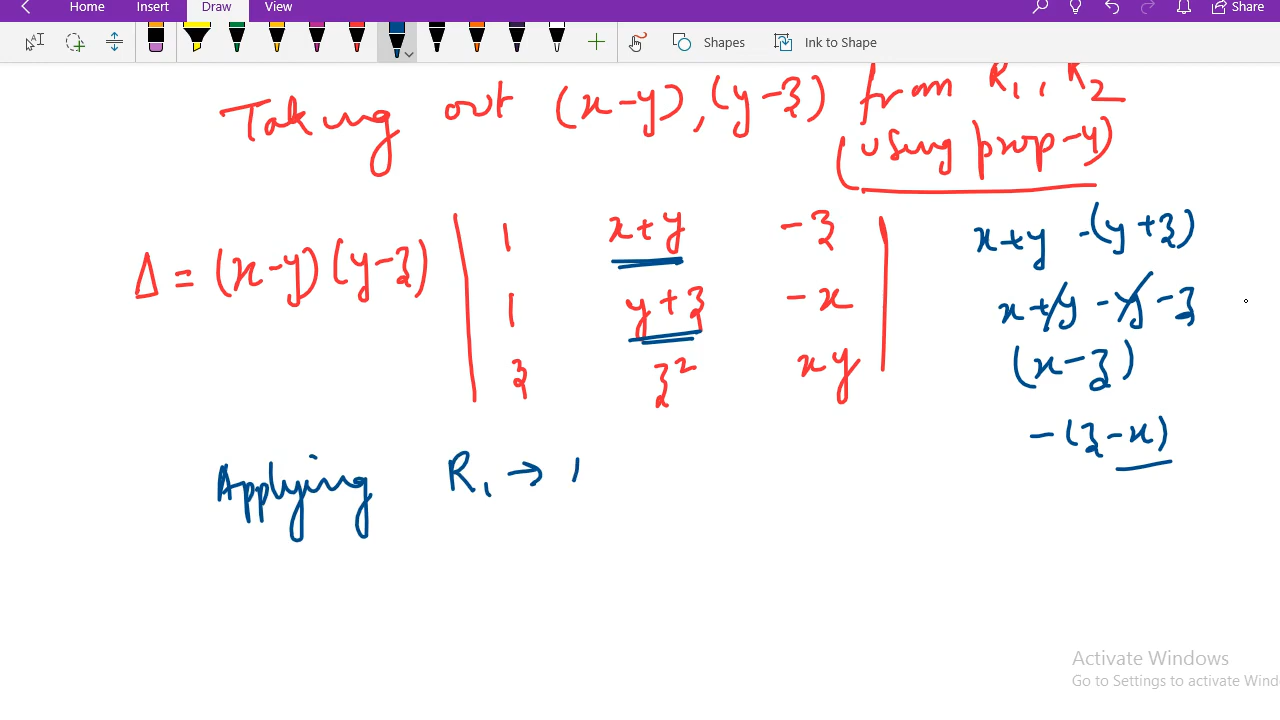 Home Insert Draw View Share
Shapes Ink to Shape
Taking out (x-y), (y-z) from R₁, R₂
(using prop-4)
Δ = (x-y)(y-z) | 1 x+y -z |
| 1 y+z -x |
| z z² xy |
x+y -(y+z)
x+y -y -z
(x-z)
-(z-x)
Applying R₁ →
Activate Windows
Go to Settings to activate Wind